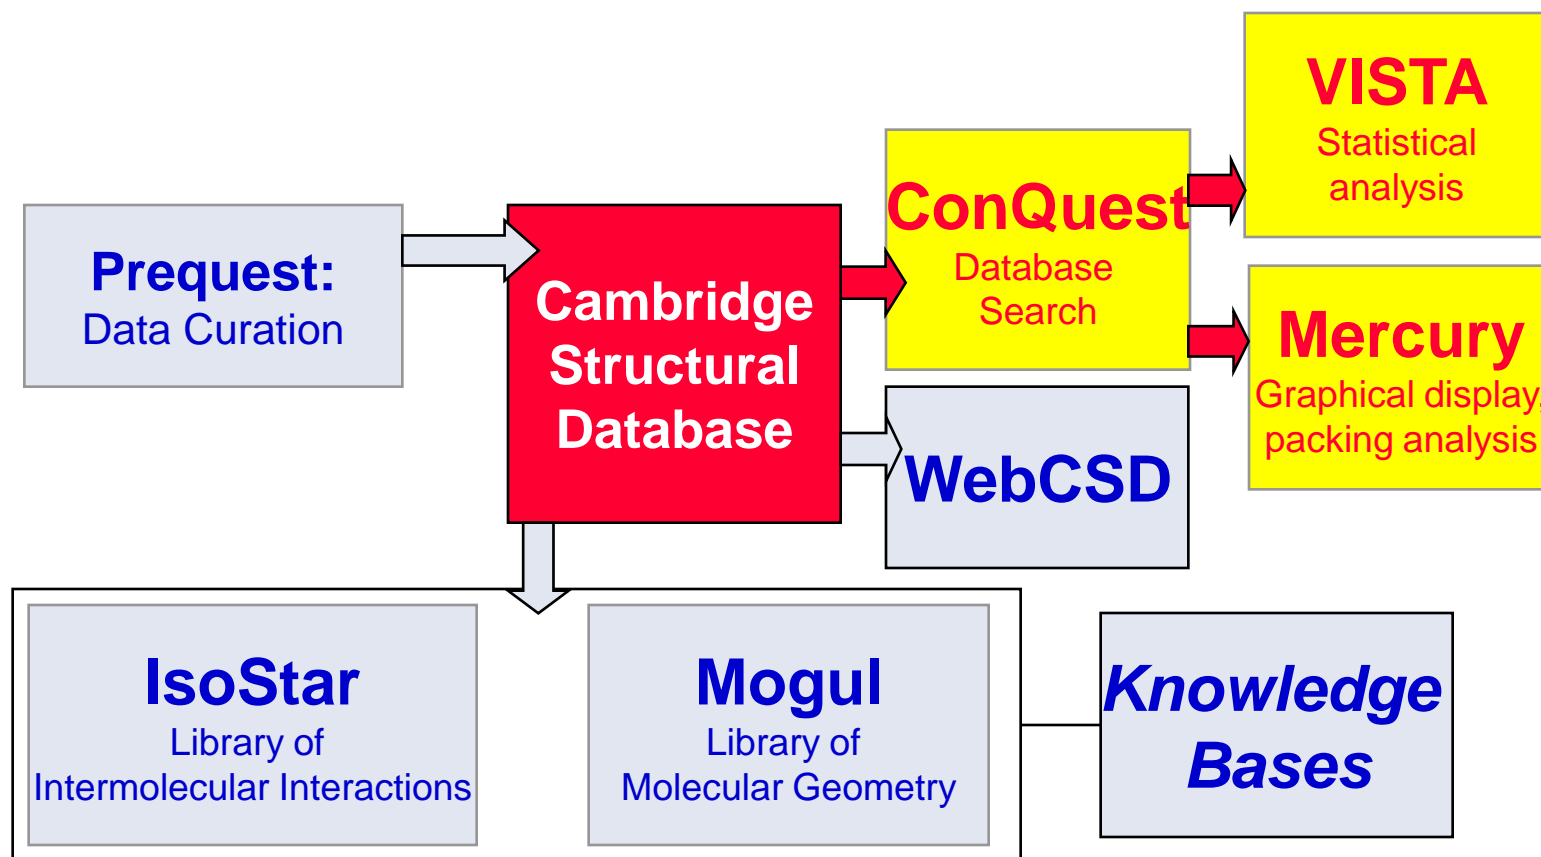 VISTA
Statistical
analysis
ConQuest
Database
Search
Prequest:
Data Curation
Cambridge
Structural
Database
Mercury
Graphical display,
packing analysis
WebCSD
IsoStar
Library of
Intermolecular Interactions
Mogul
Library of
Molecular Geometry
Knowledge
Bases